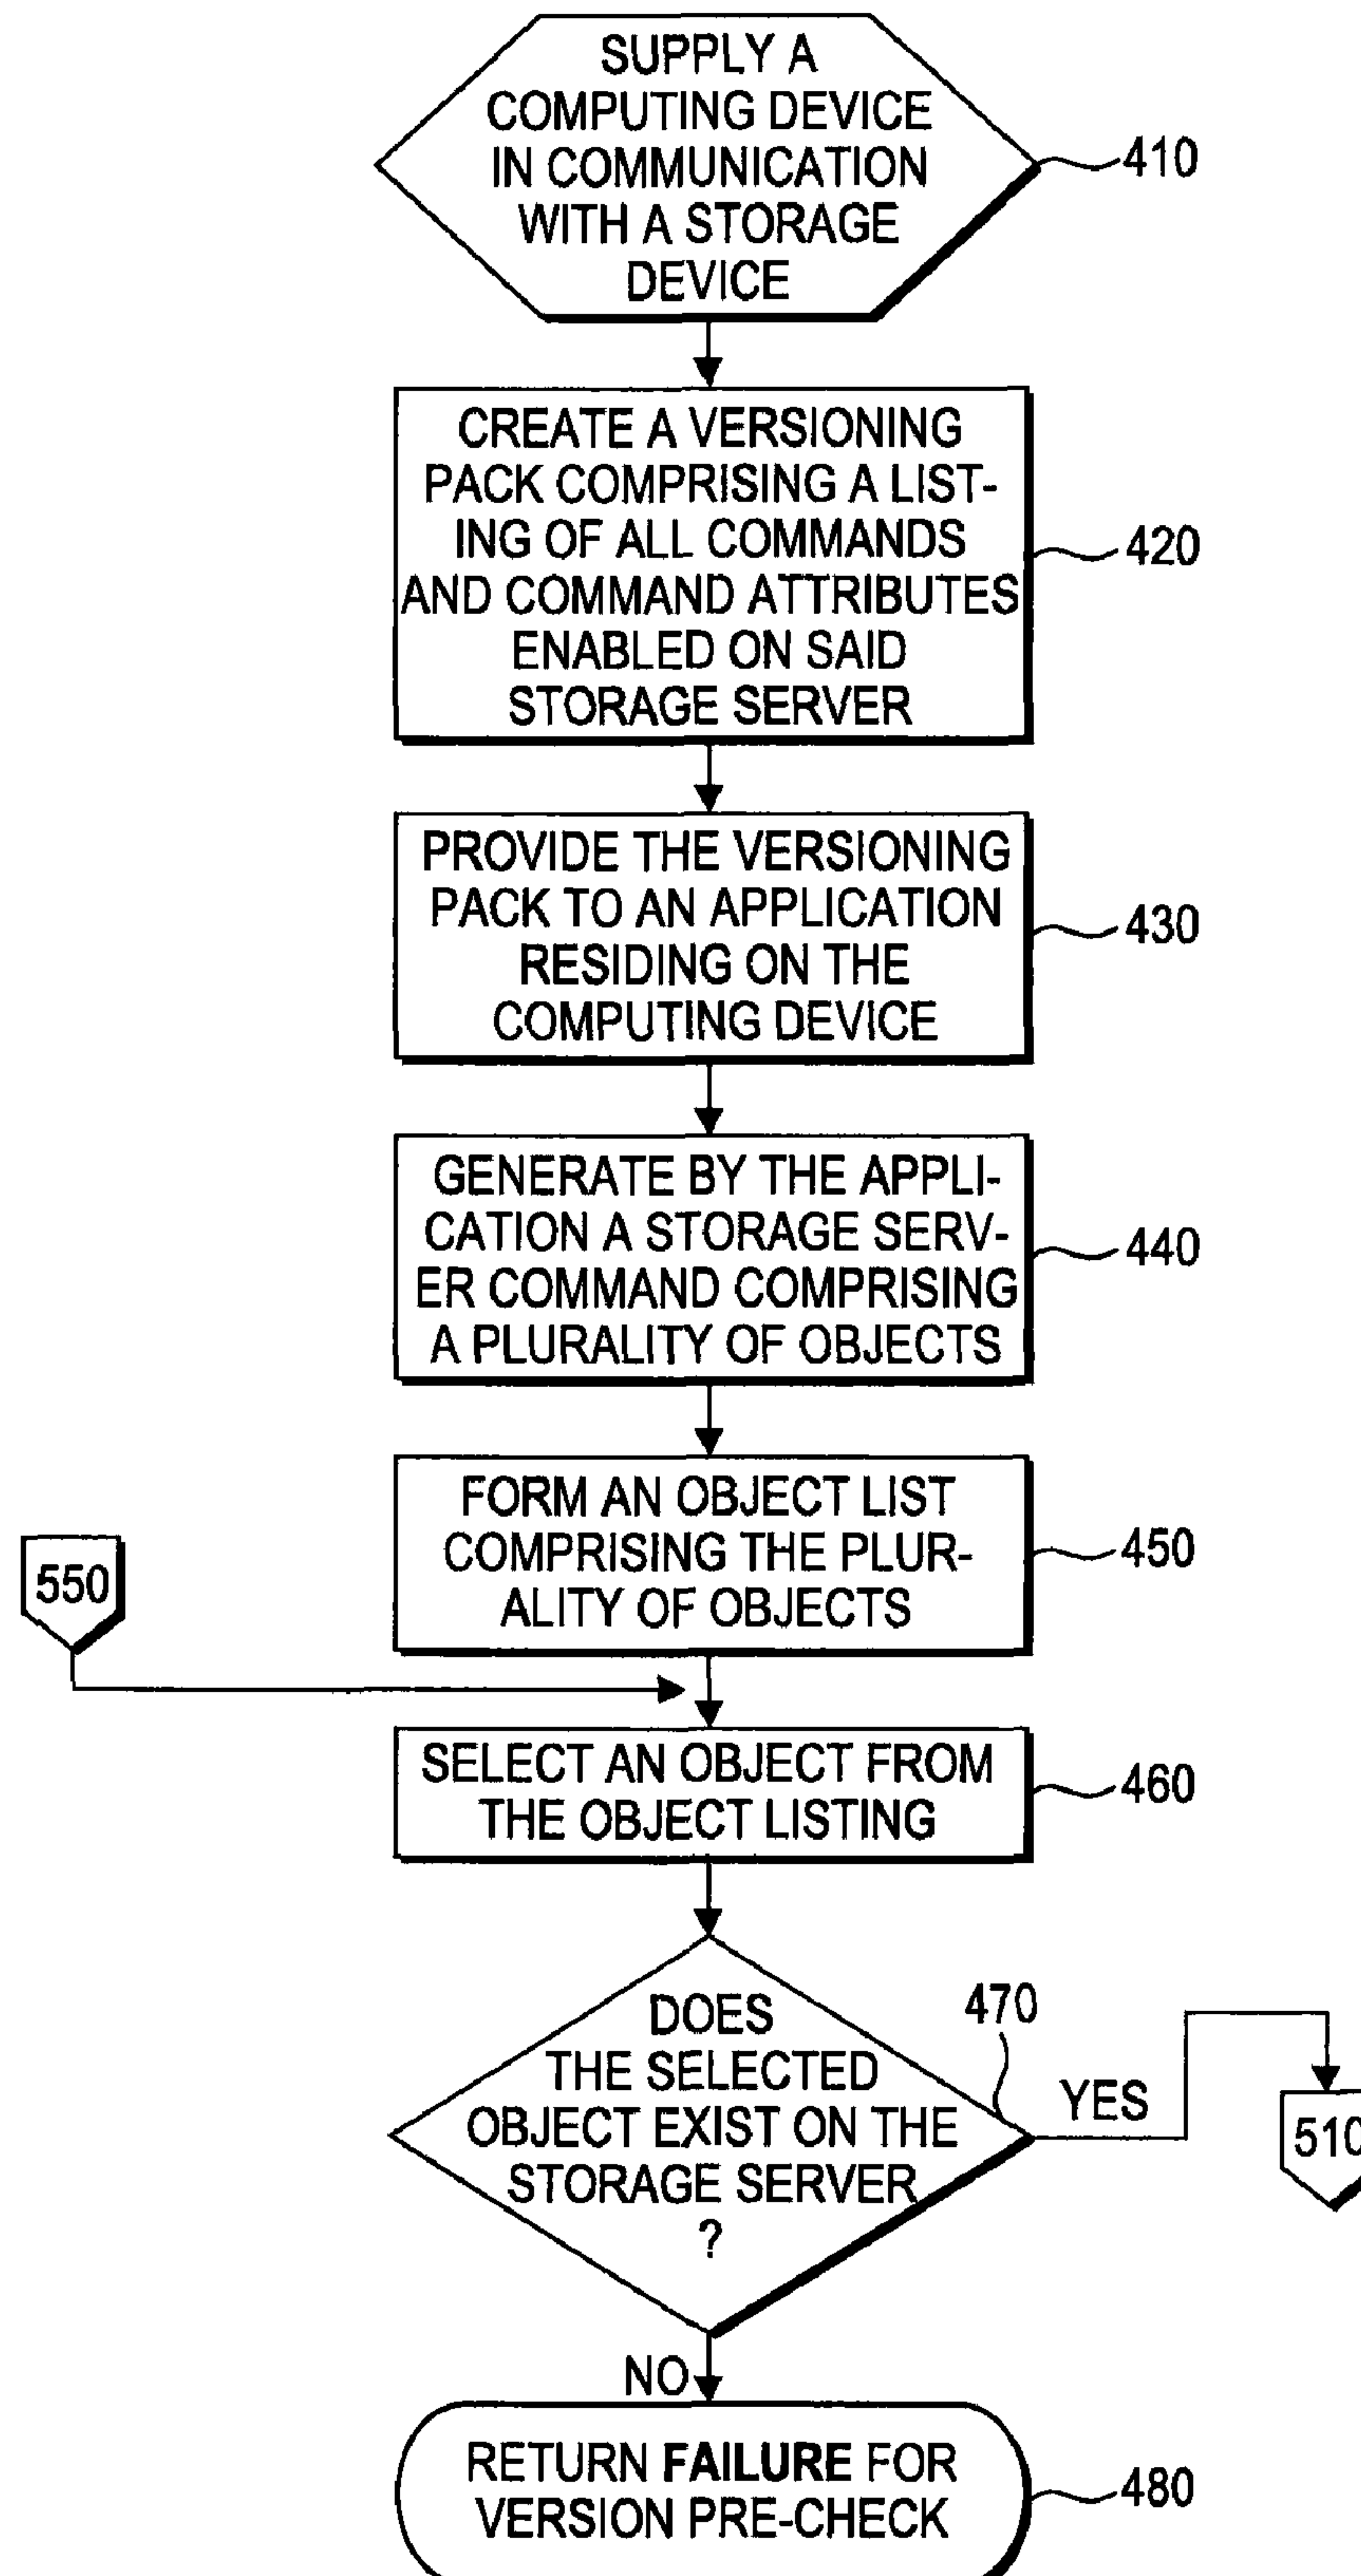 SUPPLY A
COMPUTING DEVICE
IN COMMUNICATION
WITH A STORAGE
DEVICE
410
CREATE A VERSIONING
PACK COMPRISING A LIST-
ING OF ALL COMMANDS
AND COMMAND ATTRIBUTES
ENABLED ON SAID
STORAGE SERVER
420
PROVIDE THE VERSIONING
PACK TO AN APPLICATION
RESIDING ON THE
COMPUTING DEVICE
430
GENERATE BY THE APPLI-
CATION A STORAGE SERV-
ER COMMAND COMPRISING
A PLURALITY OF OBJECTS
440
FORM AN OBJECT LIST
COMPRISING THE PLUR-
ALITY OF OBJECTS
450
550
SELECT AN OBJECT FROM
THE OBJECT LISTING
460
DOES
THE SELECTED
OBJECT EXIST ON THE
STORAGE SERVER
?
470
YES
510
NO
RETURN FAILURE FOR
VERSION PRE-CHECK
480